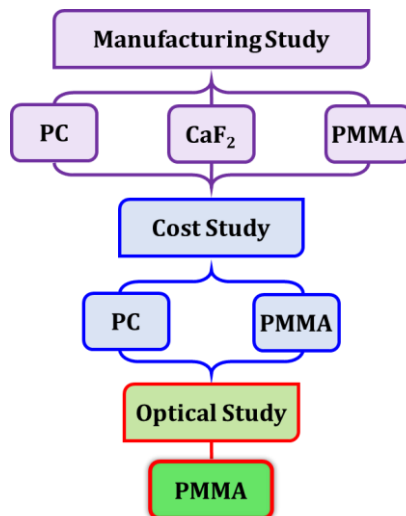 Manufacturing Study
PC
CaF₂
PMMA
Cost Study
PC
PMMA
Optical Study
PMMA